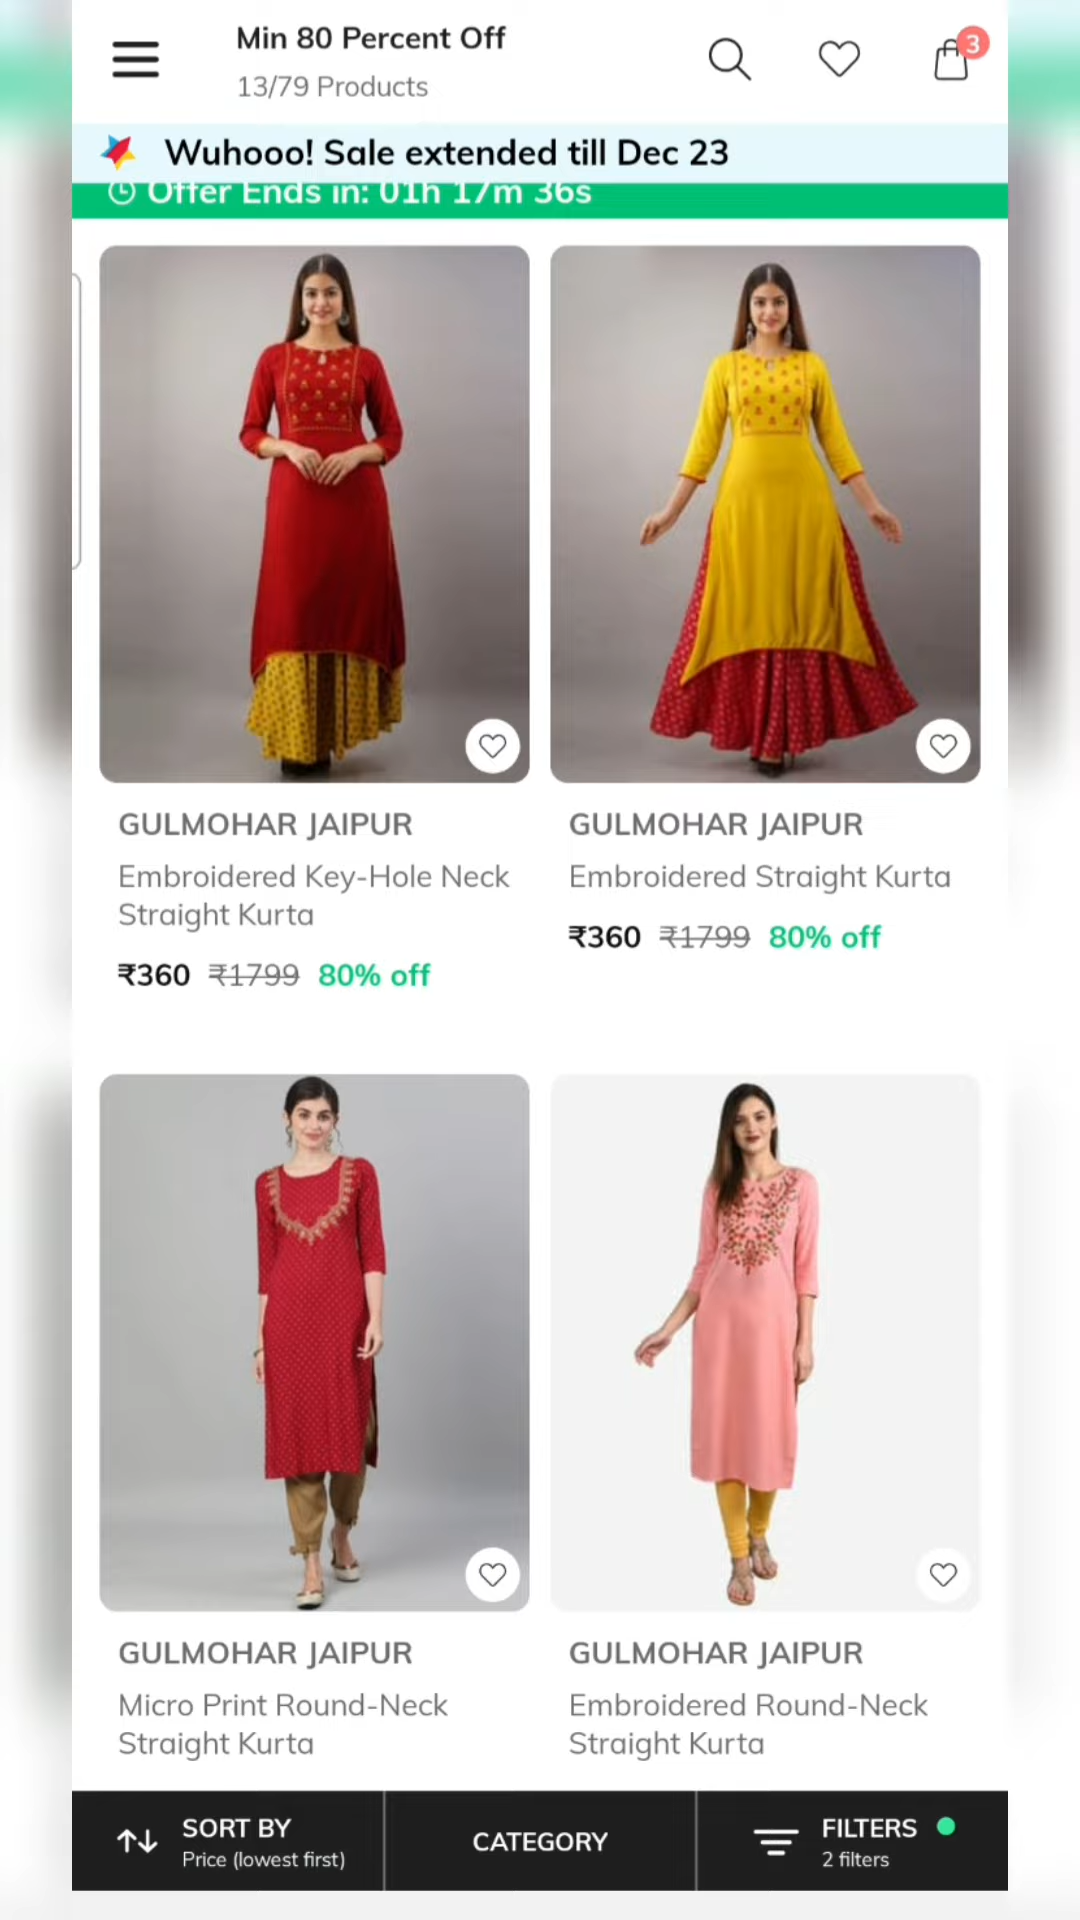 Min 80 Percent Off
13/79 Products
3
Wuhooo! Sale extended till Dec 23
Offer Ends in: 01h 17m 36s
GULMOHAR JAIPUR
Embroidered Key-Hole Neck
Straight Kurta
₹360 ₹1799 80% off
GULMOHAR JAIPUR
Embroidered Straight Kurta
₹360 ₹1799 80% off
GULMOHAR JAIPUR
Micro Print Round-Neck
Straight Kurta
GULMOHAR JAIPUR
Embroidered Round-Neck
Straight Kurta
SORT BY
Price (lowest first)
CATEGORY
FILTERS
2 filters